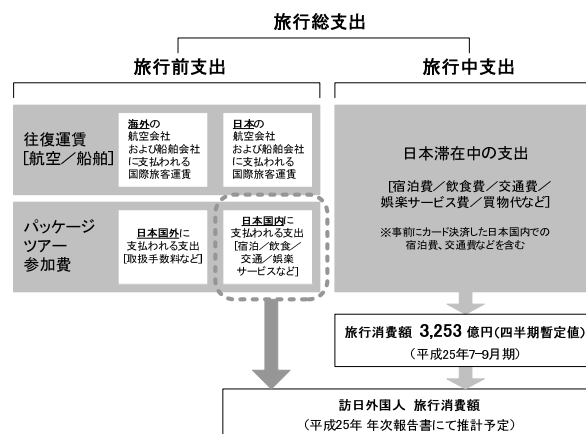 旅行総支出
旅行前支出
旅行中支出
往復運賃
[航空／船舶]
海外の
航空会社
および船舶会社
に支払われる
国際旅客運賃
日本の
航空会社
および船舶会社
に支払われる
国際旅客運賃
パッケージ
ツアー
参加費
日本国外に
支払われる支出
[取扱手数料など]
日本国内に
支払われる支出
[宿泊／飲食／
交通／娯楽
サービスなど]
日本滞在中の支出
[宿泊費／飲食費／交通費／
娯楽サービス費／買物代など]
※事前にカード決済した日本国内での
宿泊費、交通費などを含む
旅行消費額 3,253 億円(四半期暫定値)
(平成25年7−9月期)
訪日外国人 旅行消費額
(平成25年 年次報告書にて推計予定)